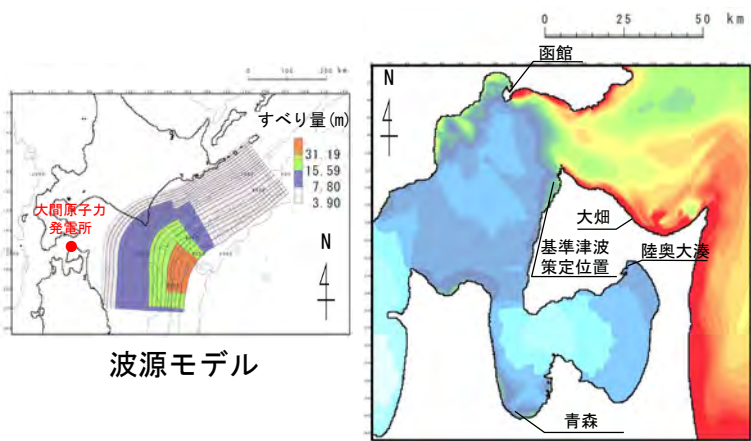 0 100 200 km
すべり量(m)
31.19
15.59
7.80
3.90
大間原子力
発電所
N
波源モデル
0 25 50 km
函館
N
大畑
基準津波
策定位置
陸奥大湊
青森